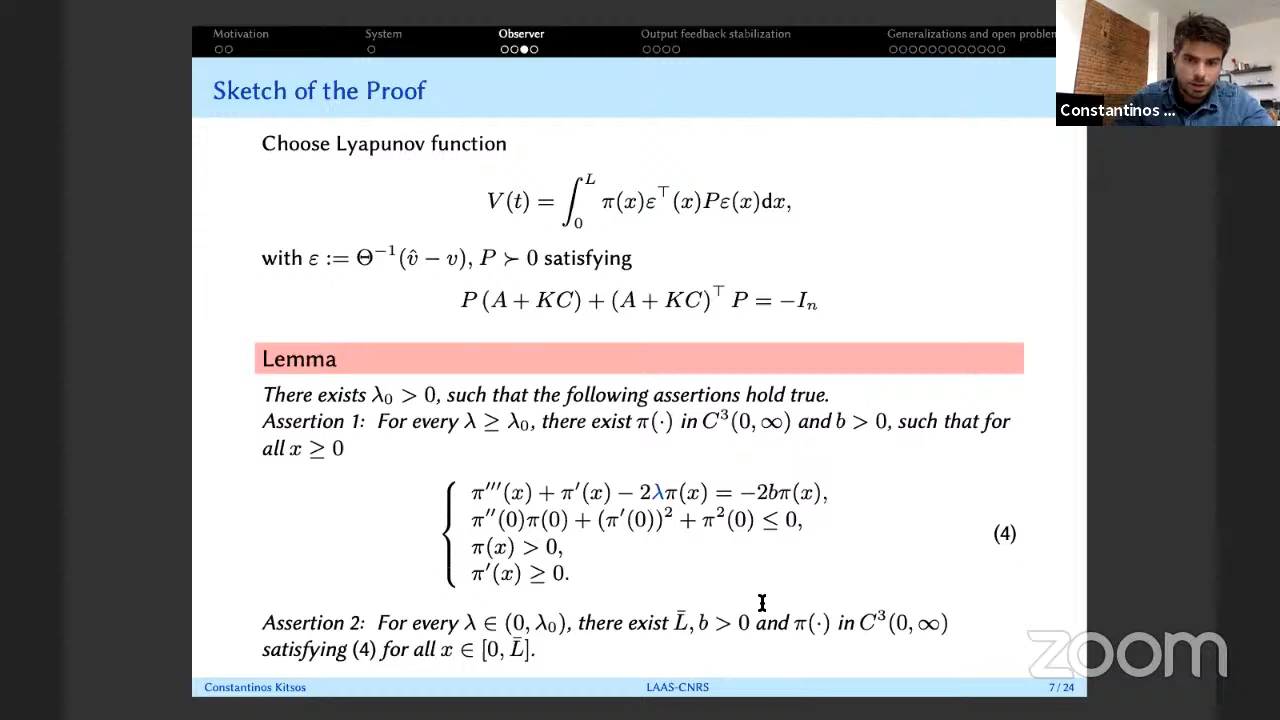 Motivation System Observer Output feedback stabilization Generalizations and open problem
Sketch of the Proof
Constantinos ...
Choose Lyapunov function
V(t) = ∫₀ᴸ π(x)ε⊤(x)Pε(x)dx,
with ε := Θ⁻¹(v̂ − v), P ≻ 0 satisfying
P (A + KC) + (A + KC)⊤ P = −Iₙ
Lemma
There exists λ₀ > 0, such that the following assertions hold true.
Assertion 1: For every λ ≥ λ₀, there exist π(·) in C³(0, ∞) and b > 0, such that for
all x ≥ 0
π′′′(x) + π′(x) − 2λπ(x) = −2bπ(x),
π′′(0)π(0) + (π′(0))² + π²(0) ≤ 0,
π(x) > 0,
π′(x) ≥ 0.
(4)
Assertion 2: For every λ ∈ (0, λ₀), there exist L̄, b > 0 and π(·) in C³(0, ∞)
satisfying (4) for all x ∈ [0, L̄].
zoom
Constantinos Kitsos LAAS-CNRS 7 / 24